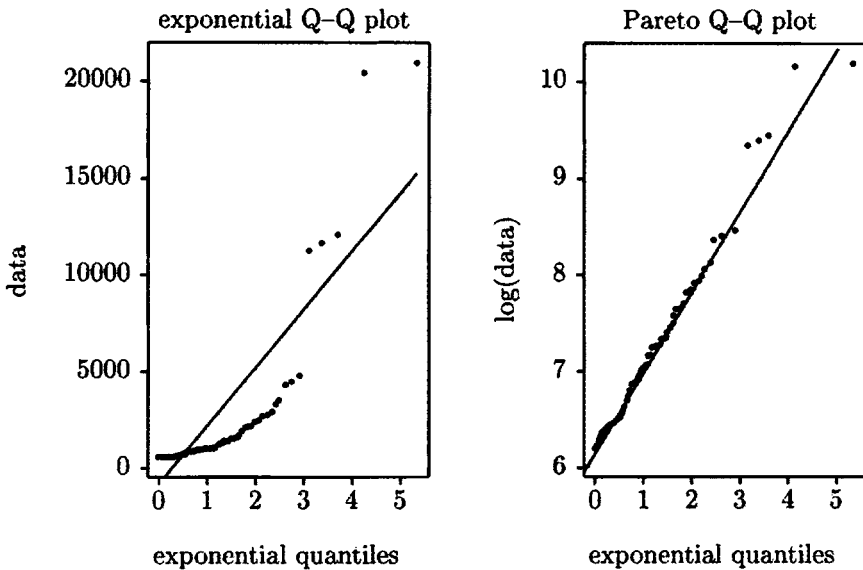 exponential Q–Q plot
data
20000
15000
10000
5000
0
0 1 2 3 4 5
exponential quantiles
Pareto Q–Q plot
log(data)
10
9
8
7
6
0 1 2 3 4 5
exponential quantiles